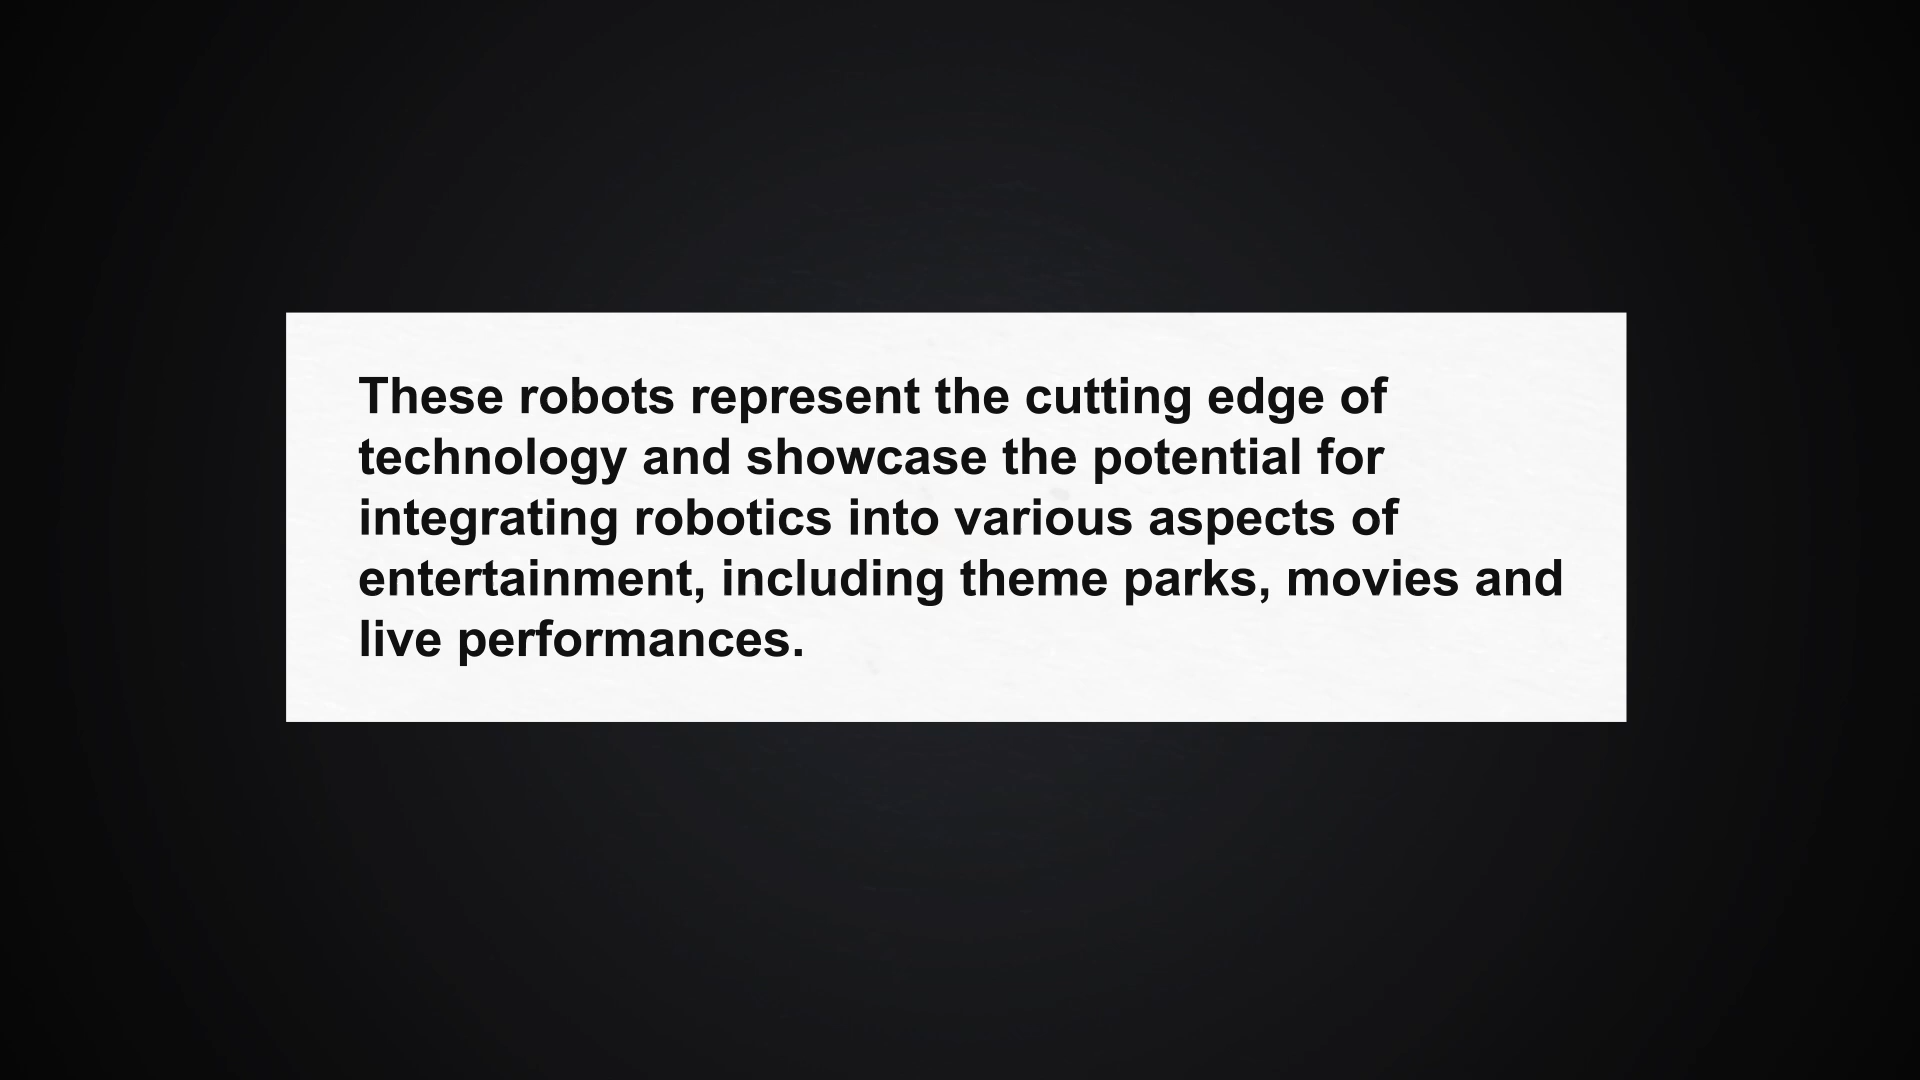 These robots represent the cutting edge of
technology and showcase the potential for
integrating robotics into various aspects of
entertainment, including theme parks, movies and
live performances.